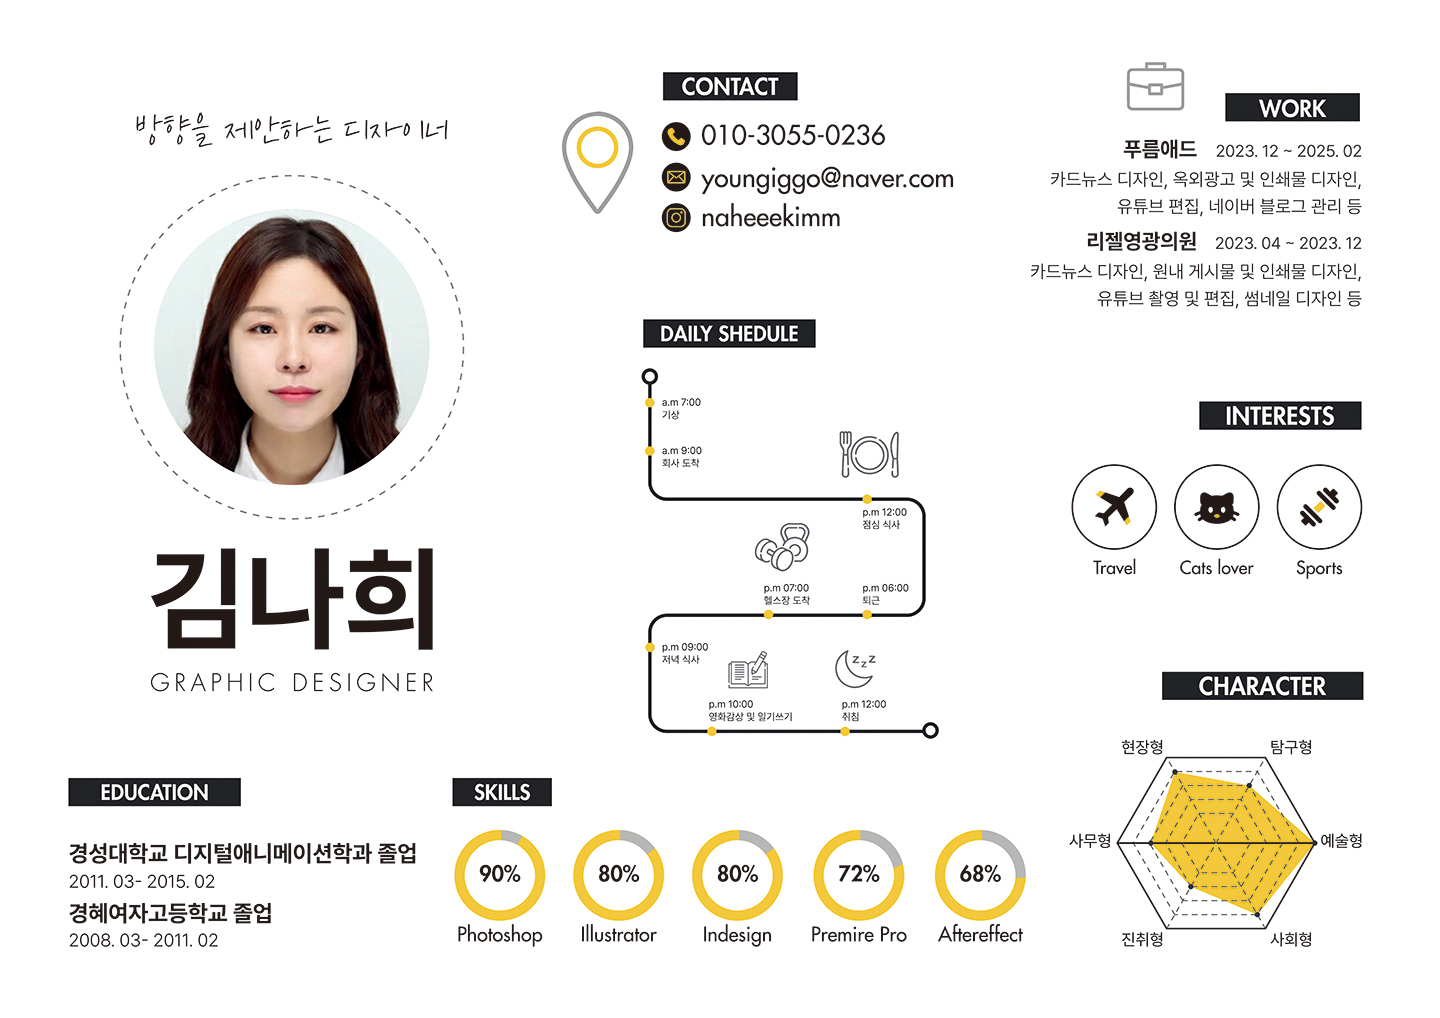 방향을 제안하는 디자이너
김나희
GRAPHIC DESIGNER
CONTACT
010-3055-0236
youngiggo@naver.com
naheeekimm
WORK
푸름애드 2023. 12 ~ 2025. 02
카드뉴스 디자인, 옥외광고 및 인쇄물 디자인,
유튜브 편집, 네이버 블로그 관리 등
리젤영광의원 2023. 04 ~ 2023. 12
카드뉴스 디자인, 원내 게시물 및 인쇄물 디자인,
유튜브 촬영 및 편집, 썸네일 디자인 등
DAILY SHEDULE
a.m 7:00
기상
a.m 9:00
회사 도착
p.m 12:00
점심 식사
p.m 06:00
퇴근
p.m 07:00
헬스장 도착
p.m 09:00
저녁 식사
p.m 10:00
영화감상 및 일기쓰기
z z z
p.m 12:00
취침
INTERESTS
Travel
Cats lover
Sports
CHARACTER
현장형
탐구형
사무형
예술형
진취형
사회형
EDUCATION
경성대학교 디지털애니메이션학과 졸업
2011. 03- 2015. 02
경혜여자고등학교 졸업
2008. 03- 2011. 02
SKILLS
90%
Photoshop
80%
Illustrator
80%
Indesign
72%
Premire Pro
68%
Aftereffect